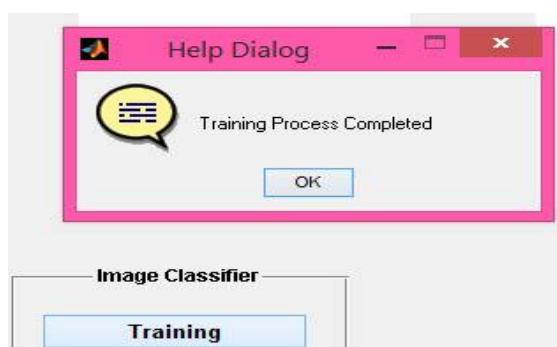 Help Dialog
Training Process Completed
OK
Image Classifier
Training